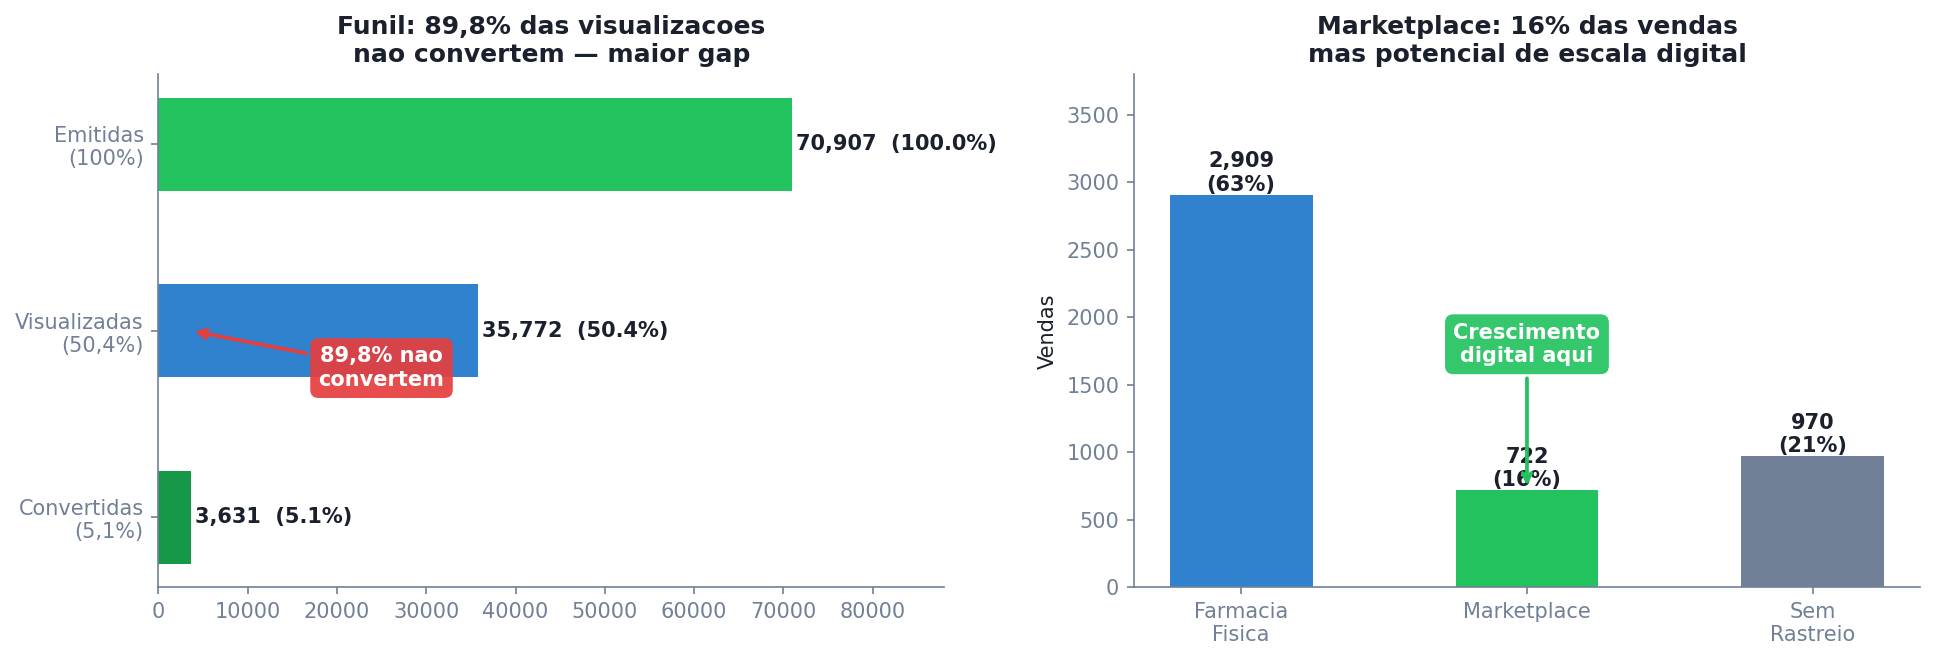 Funil: 89,8% das visualizacoes
nao convertem — maior gap
Emitidas
(100%)
70,907 (100.0%)
Visualizadas
(50,4%)
35,772 (50.4%)
89,8% nao
convertem
Convertidas
(5,1%)
3,631 (5.1%)
0 10000 20000 30000 40000 50000 60000 70000 80000
Marketplace: 16% das vendas
mas potencial de escala digital
Vendas
3500
3000
2500
2000
1500
1000
500
0
2,909
(63%)
Crescimento
digital aqui
722
(16%)
970
(21%)
Farmacia
Fisica
Marketplace
Sem
Rastreio